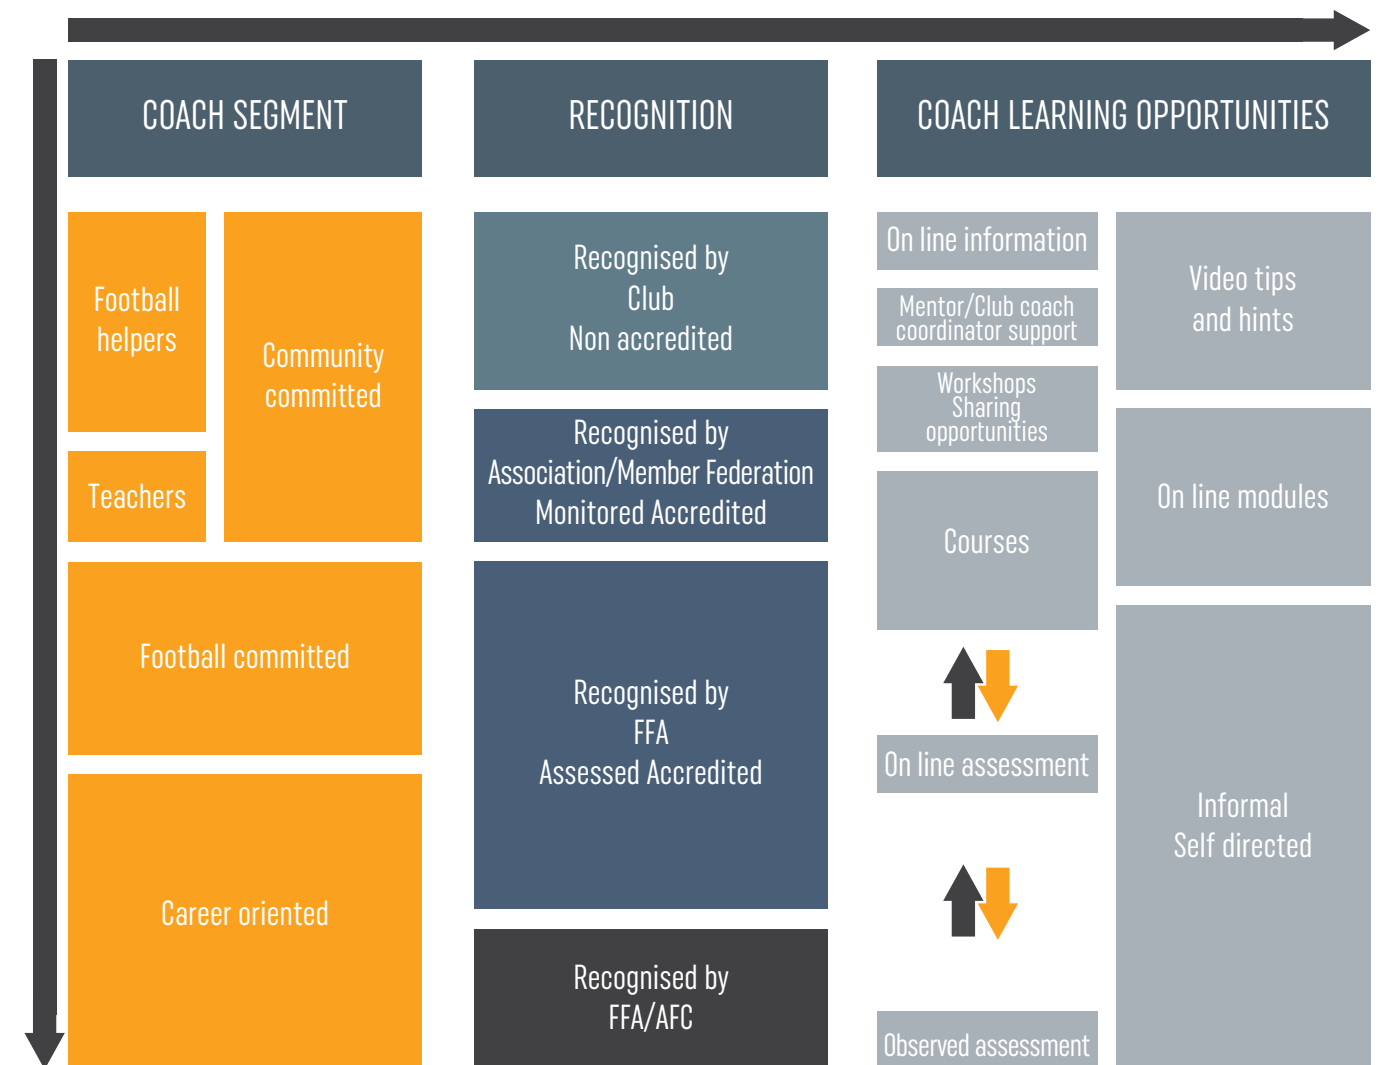 COACH SEGMENT
RECOGNITION
COACH LEARNING OPPORTUNITIES
Football
helpers
Community
committed
Teachers
Football committed
Career oriented
Recognised by
Club
Non accredited
Recognised by
Association/Member Federation
Monitored Accredited
Recognised by
FFA
Assessed Accredited
Recognised by
FFA/AFC
On line information
Mentor/Club coach
coordinator support
Workshops
Sharing
opportunities
Courses
On line assessment
Observed assessment
Video tips
and hints
On line modules
Informal
Self directed